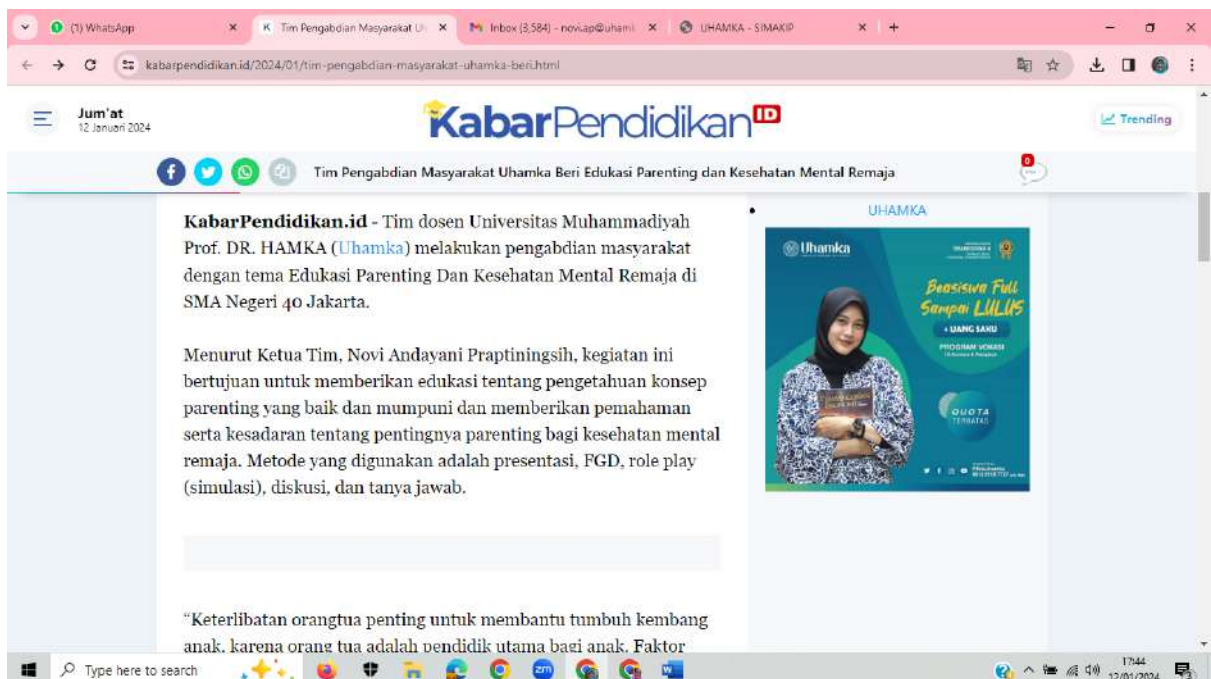 (1) WhatsApp
Tim Pengabdian Masyarakat U
Inbox (3,584) - novi.ap@uhamk
UHAMKA - SIMAKIP
kabarpendidikan.id/2024/01/tim-pengabdian-masyarakat-uhamka-beri.html
Jum'at
12 Januari 2024
KabarPendidikan ID
Trending
Tim Pengabdian Masyarakat Uhamka Beri Edukasi Parenting dan Kesehatan Mental Remaja
0
KabarPendidikan.id - Tim dosen Universitas Muhammadiyah
Prof. DR. HAMKA (Uhamka) melakukan pengabdian masyarakat
dengan tema Edukasi Parenting Dan Kesehatan Mental Remaja di
SMA Negeri 40 Jakarta.
Menurut Ketua Tim, Novi Andayani Praptiningsih, kegiatan ini
bertujuan untuk memberikan edukasi tentang pengetahuan konsep
parenting yang baik dan mumpuni dan memberikan pemahaman
serta kesadaran tentang pentingnya parenting bagi kesehatan mental
remaja. Metode yang digunakan adalah presentasi, FGD, role play
(simulasi), diskusi, dan tanya jawab.
"Keterlibatan orangtua penting untuk membantu tumbuh kembang
anak, karena orang tua adalah pendidik utama bagi anak. Faktor
UHAMKA
Uhamka
Beasiswa Full
Sampai LULUS
+ UANG SAKU
PROGRAM VOKASI
QUOTA
TERBATAS
Type here to search
zm
17:44
12/01/2024